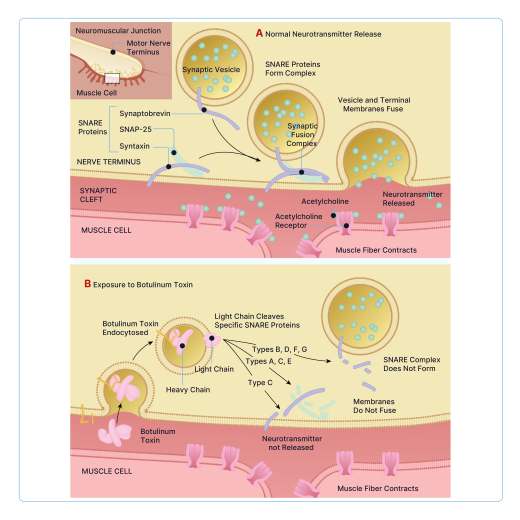 Neuromuscular Junction
Motor Nerve
Terminus
Muscle Cell
A Normal Neurotransmitter Release
Synaptic Vesicle
SNARE Proteins
Form Complex
Vesicle and Terminal
Membranes Fuse
SNARE
Proteins
Synaptobrevin
SNAP-25
Syntaxin
Synaptic
Fusion
Complex
NERVE TERMINUS
SYNAPTIC
CLEFT
Acetylcholine
Neurotransmitter
Released
Acetylcholine
Receptor
MUSCLE CELL
Muscle Fiber Contracts
B Exposure to Botulinum Toxin
Botulinum Toxin
Endocytosed
Light Chain Cleaves
Specific SNARE Proteins
Types B, D, F, G
Types A, C, E
Type C
Light Chain
Heavy Chain
SNARE Complex
Does Not Form
Membranes
Do Not Fuse
Botulinum
Toxin
Neurotransmitter
not Released
MUSCLE CELL
Muscle Fiber Contracts